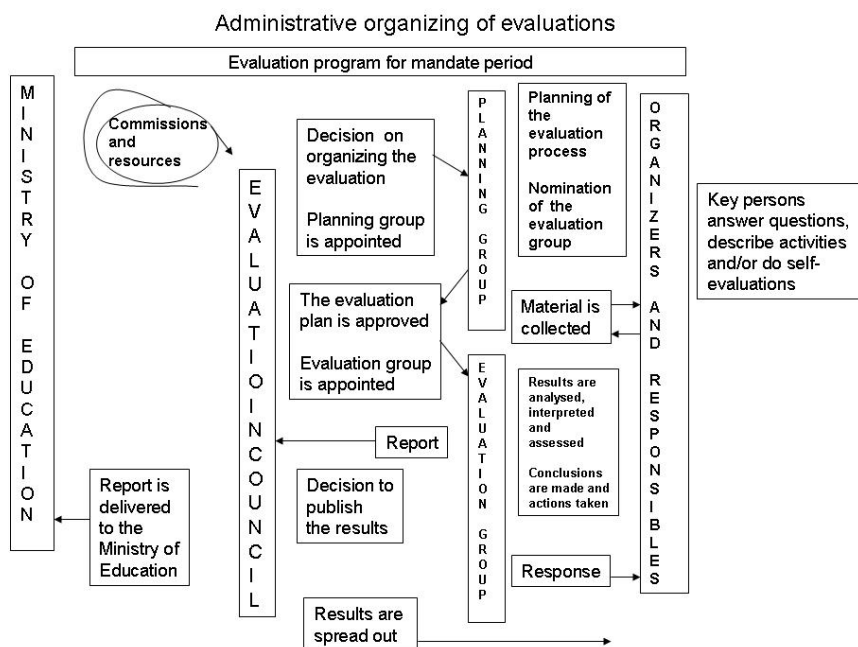 Administrative organizing of evaluations
Evaluation program for mandate period
MINISTRY OF EDUCATION
Commissions
and
resources
EVALUATIOINCOUNCIL
Decision on
organizing the
evaluation
Planning group
is appointed
PLANNING GROUP
Planning of
the
evaluation
process
Nomination
of the
evaluation
group
ORGANIZERS AND RESPONSIBLES
Key persons
answer questions,
describe activities
and/or do self-
evaluations
The evaluation
plan is approved
Evaluation group
is appointed
Material is
collected
EVALUATION GROUP
Results are
analysed,
interpreted
and
assessed
Conclusions
are made and
actions taken
Report
Report is
delivered
to the
Ministry of
Education
Decision to
publish
the results
Response
Results are
spread out